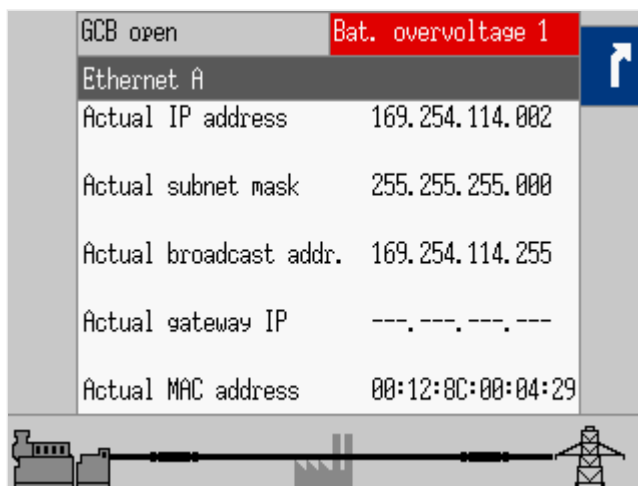 GCB open Bat. overvoltage 1
Ethernet A
Actual IP address 169.254.114.002
Actual subnet mask 255.255.255.000
Actual broadcast addr. 169.254.114.255
Actual gateway IP ---.---.---.---
Actual MAC address 00:12:8C:00:04:29